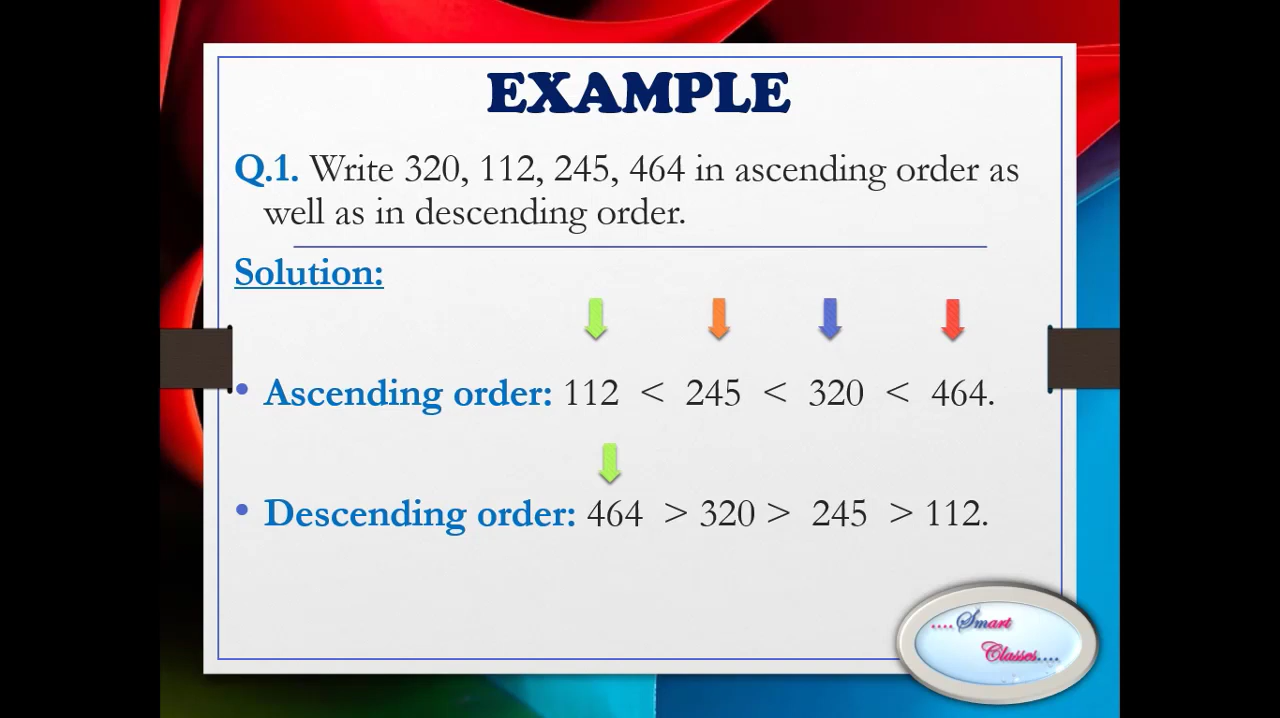 EXAMPLE
Q.1. Write 320, 112, 245, 464 in ascending order as
well as in descending order.
Solution:
• Ascending order: 112 < 245 < 320 < 464.
• Descending order: 464 > 320 > 245 > 112.
....Smart
Classes....